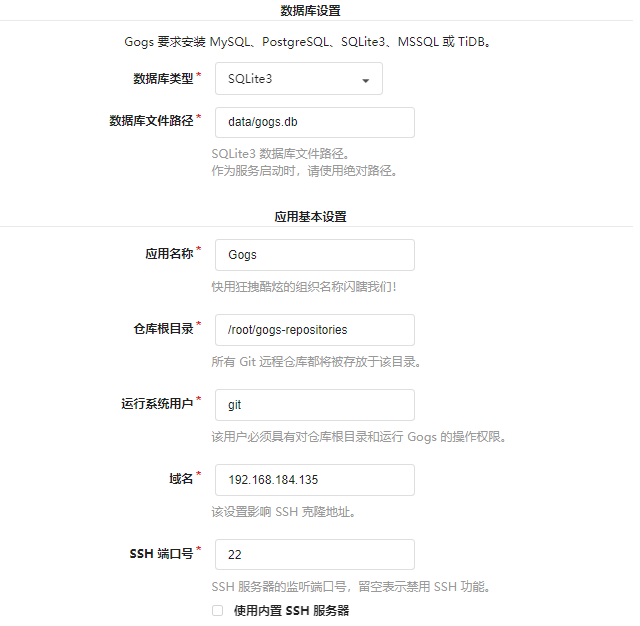 数据库设置
Gogs 要求安装 MySQL、PostgreSQL、SQLite3、MSSQL 或 TiDB。
数据库类型* SQLite3
数据库文件路径* data/gogs.db
SQLite3 数据库文件路径。
作为服务启动时，请使用绝对路径。
应用基本设置
应用名称* Gogs
快用狂拽酷炫的组织名称闪瞎我们！
仓库根目录* /root/gogs-repositories
所有 Git 远程仓库都将被存放于该目录。
运行系统用户* git
该用户必须具有对仓库根目录和运行 Gogs 的操作权限。
域名* 192.168.184.135
该设置影响 SSH 克隆地址。
SSH 端口号* 22
SSH 服务器的监听端口号，留空表示禁用 SSH 功能。
使用内置 SSH 服务器